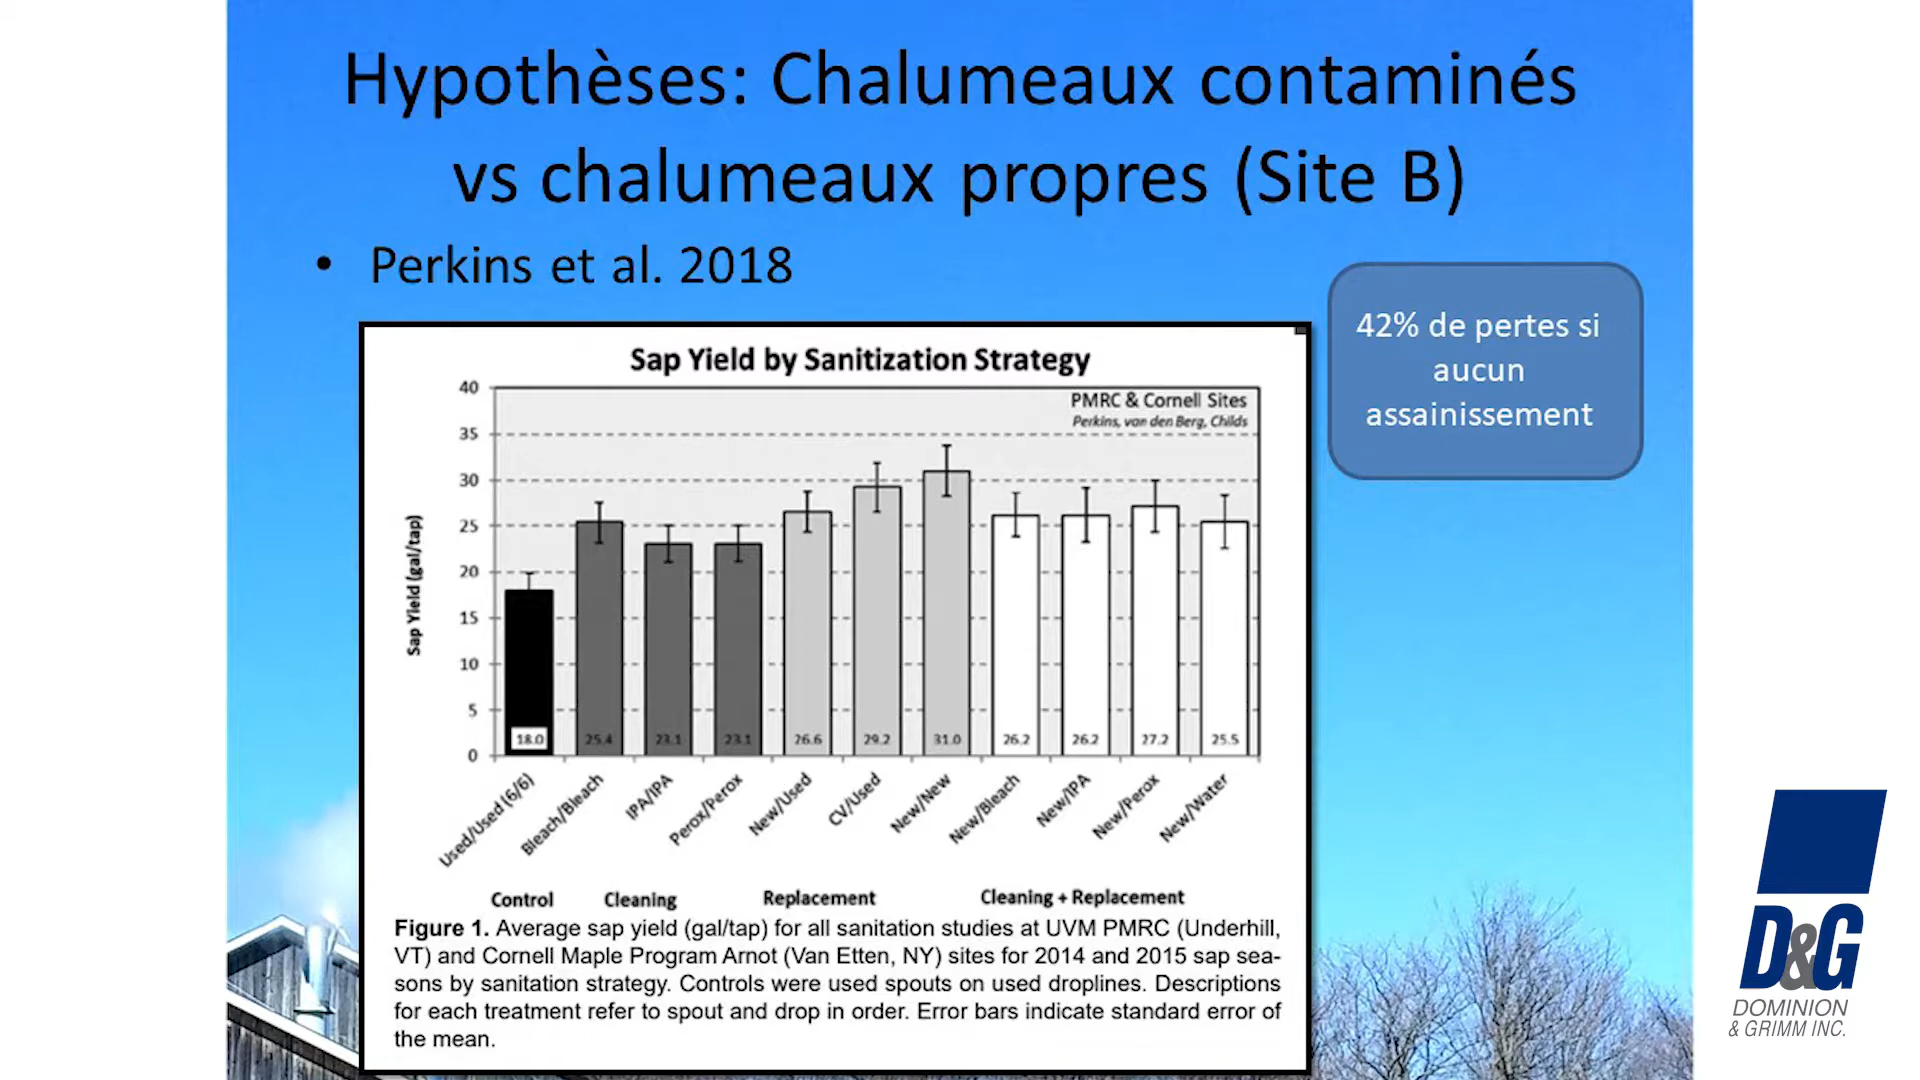 Hypothèses: Chalumeaux contaminés
vs chalumeaux propres (Site B)
• Perkins et al. 2018
42% de pertes si
aucun
assainissement
Sap Yield by Sanitization Strategy
PMRC & Cornell Sites
Perkins, van den Berg, Childs
Sap Yield (gal/tap)
40
35
30
25
20
15
10
5
0
18.0 25.4 23.1 23.1 26.6 29.2 31.0 26.2 26.2 27.2 25.5
Used/Used (6/6) Bleach/Bleach IPA/IPA Perox/Perox New/Used CV/Used New/New New/Bleach New/IPA New/Perox New/Water
Control Cleaning Replacement Cleaning + Replacement
Figure 1. Average sap yield (gal/tap) for all sanitation studies at UVM PMRC (Underhill,
VT) and Cornell Maple Program Arnot (Van Etten, NY) sites for 2014 and 2015 sap sea-
sons by sanitation strategy. Controls were used spouts on used droplines. Descriptions
for each treatment refer to spout and drop in order. Error bars indicate standard error of
the mean.
D&G
DOMINION
& GRIMM INC.